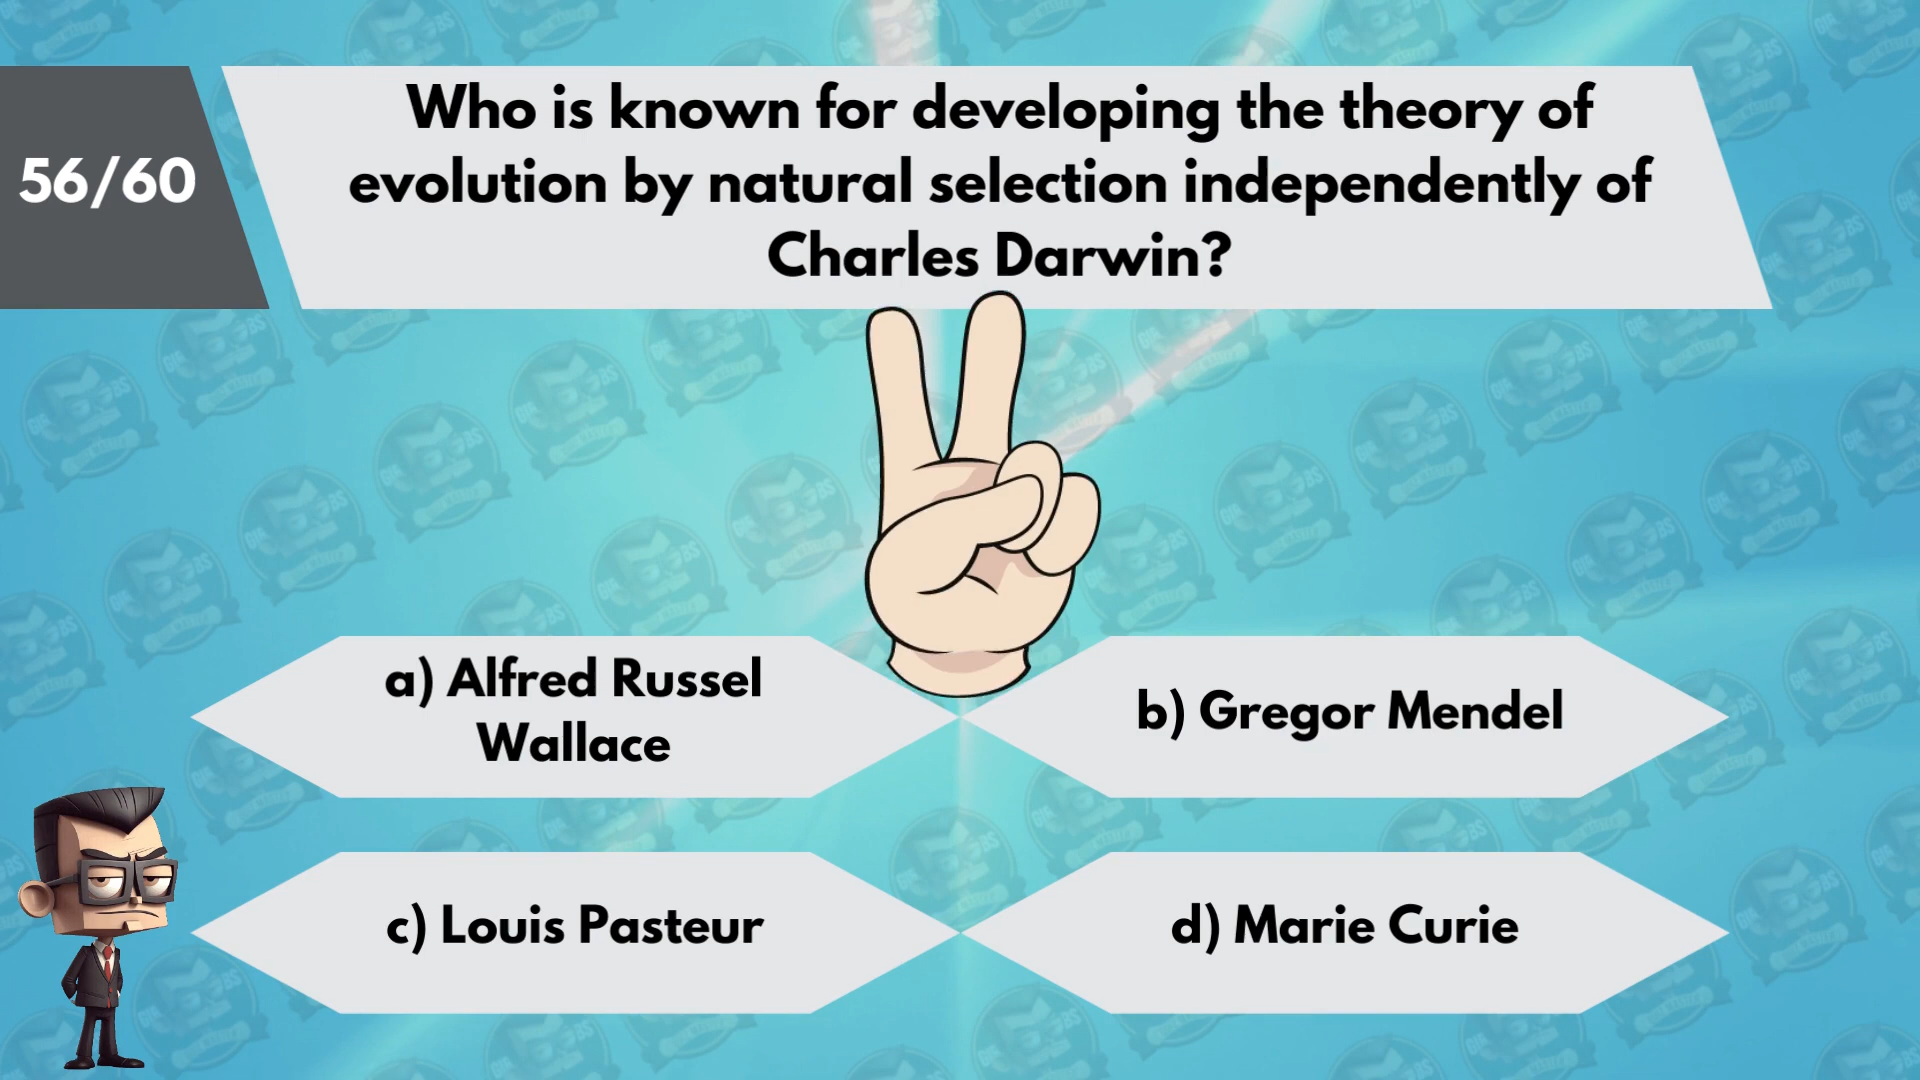 56/60
Who is known for developing the theory of
evolution by natural selection independently of
Charles Darwin?
a) Alfred Russel
Wallace
b) Gregor Mendel
c) Louis Pasteur
d) Marie Curie